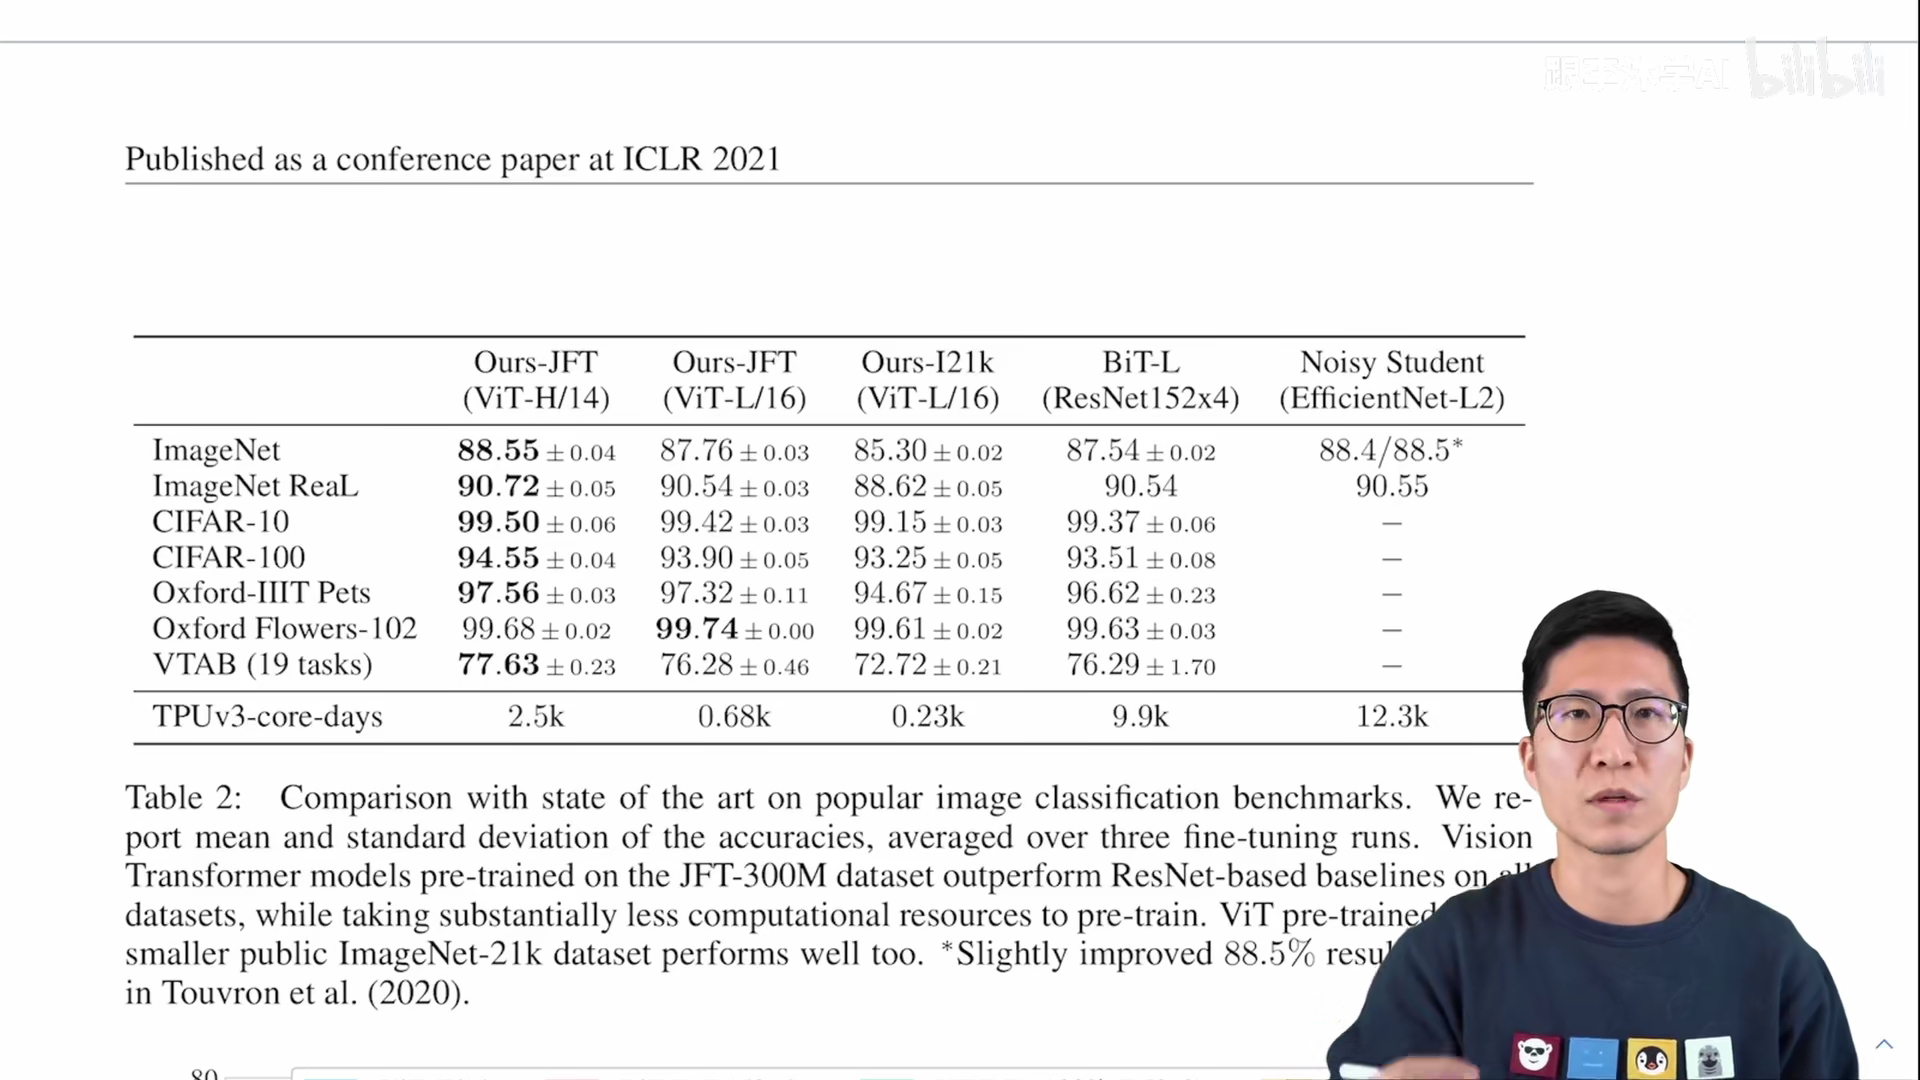 跟李沐学AI bilibili
Published as a conference paper at ICLR 2021
Ours-JFT Ours-JFT Ours-I21k BiT-L Noisy Student
(ViT-H/14) (ViT-L/16) (ViT-L/16) (ResNet152x4) (EfficientNet-L2)
ImageNet 88.55 ± 0.04 87.76 ± 0.03 85.30 ± 0.02 87.54 ± 0.02 88.4/88.5*
ImageNet ReaL 90.72 ± 0.05 90.54 ± 0.03 88.62 ± 0.05 90.54 90.55
CIFAR-10 99.50 ± 0.06 99.42 ± 0.03 99.15 ± 0.03 99.37 ± 0.06 –
CIFAR-100 94.55 ± 0.04 93.90 ± 0.05 93.25 ± 0.05 93.51 ± 0.08 –
Oxford-IIIT Pets 97.56 ± 0.03 97.32 ± 0.11 94.67 ± 0.15 96.62 ± 0.23 –
Oxford Flowers-102 99.68 ± 0.02 99.74 ± 0.00 99.61 ± 0.02 99.63 ± 0.03 –
VTAB (19 tasks) 77.63 ± 0.23 76.28 ± 0.46 72.72 ± 0.21 76.29 ± 1.70 –
TPUv3-core-days 2.5k 0.68k 0.23k 9.9k 12.3k
Table 2: Comparison with state of the art on popular image classification benchmarks. We re-
port mean and standard deviation of the accuracies, averaged over three fine-tuning runs. Vision
Transformer models pre-trained on the JFT-300M dataset outperform ResNet-based baselines on all
datasets, while taking substantially less computational resources to pre-train. ViT pre-trained
smaller public ImageNet-21k dataset performs well too. *Slightly improved 88.5% resu
in Touvron et al. (2020).
80